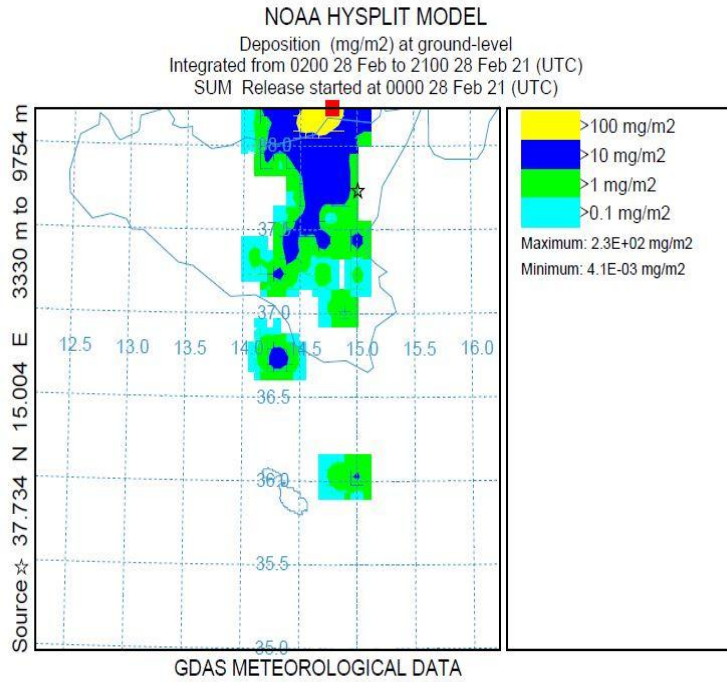 NOAA HYSPLIT MODEL
Deposition (mg/m2) at ground-level
Integrated from 0200 28 Feb to 2100 28 Feb 21 (UTC)
SUM Release started at 0000 28 Feb 21 (UTC)
Source ☆ 37.734 N 15.004 E 3330 m to 9754 m
38.0
37.5
37.0
12.5 13.0 13.5 14.0 14.5 15.0 15.5 16.0
36.5
36.0
35.5
35.0
>100 mg/m2
>10 mg/m2
>1 mg/m2
>0.1 mg/m2
Maximum: 2.3E+02 mg/m2
Minimum: 4.1E-03 mg/m2
GDAS METEOROLOGICAL DATA